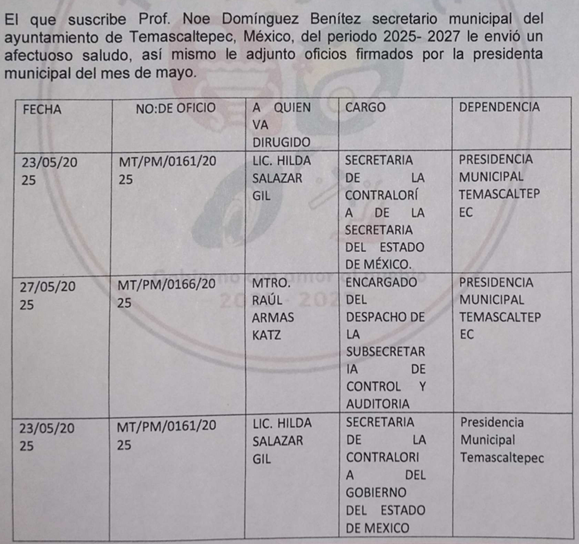 El que suscribe Prof. Noe Domínguez Benítez secretario municipal del
ayuntamiento de Temascaltepec, México, del periodo 2025- 2027 le envió un
afectuoso saludo, así mismo le adjunto oficios firmados por la presidenta
municipal del mes de mayo.
FECHA
NO:DE OFICIO
A QUIEN
VA
DIRUGIDO
CARGO
DEPENDENCIA
23/05/20
25
MT/PM/0161/20
25
LIC. HILDA
SALAZAR
GIL
SECRETARIA
DE LA
CONTRALORÍ
A DE LA
SECRETARIA
DEL ESTADO
DE MÉXICO.
PRESIDENCIA
MUNICIPAL
TEMASCALTEP
EC
27/05/20
25
MT/PM/0166/20
25
MTRO.
RAÚL
ARMAS
KATZ
ENCARGADO
DEL
DESPACHO DE
LA
SUBSECRETAR
IA DE
CONTROL Y
AUDITORIA
PRESIDENCIA
MUNICIPAL
TEMASCALTEP
EC
23/05/20
25
MT/PM/0161/20
25
LIC. HILDA
SALAZAR
GIL
SECRETARIA
DE LA
CONTRALORI
A DEL
GOBIERNO
DEL ESTADO
DE MEXICO
Presidencia
Municipal
Temascaltepec